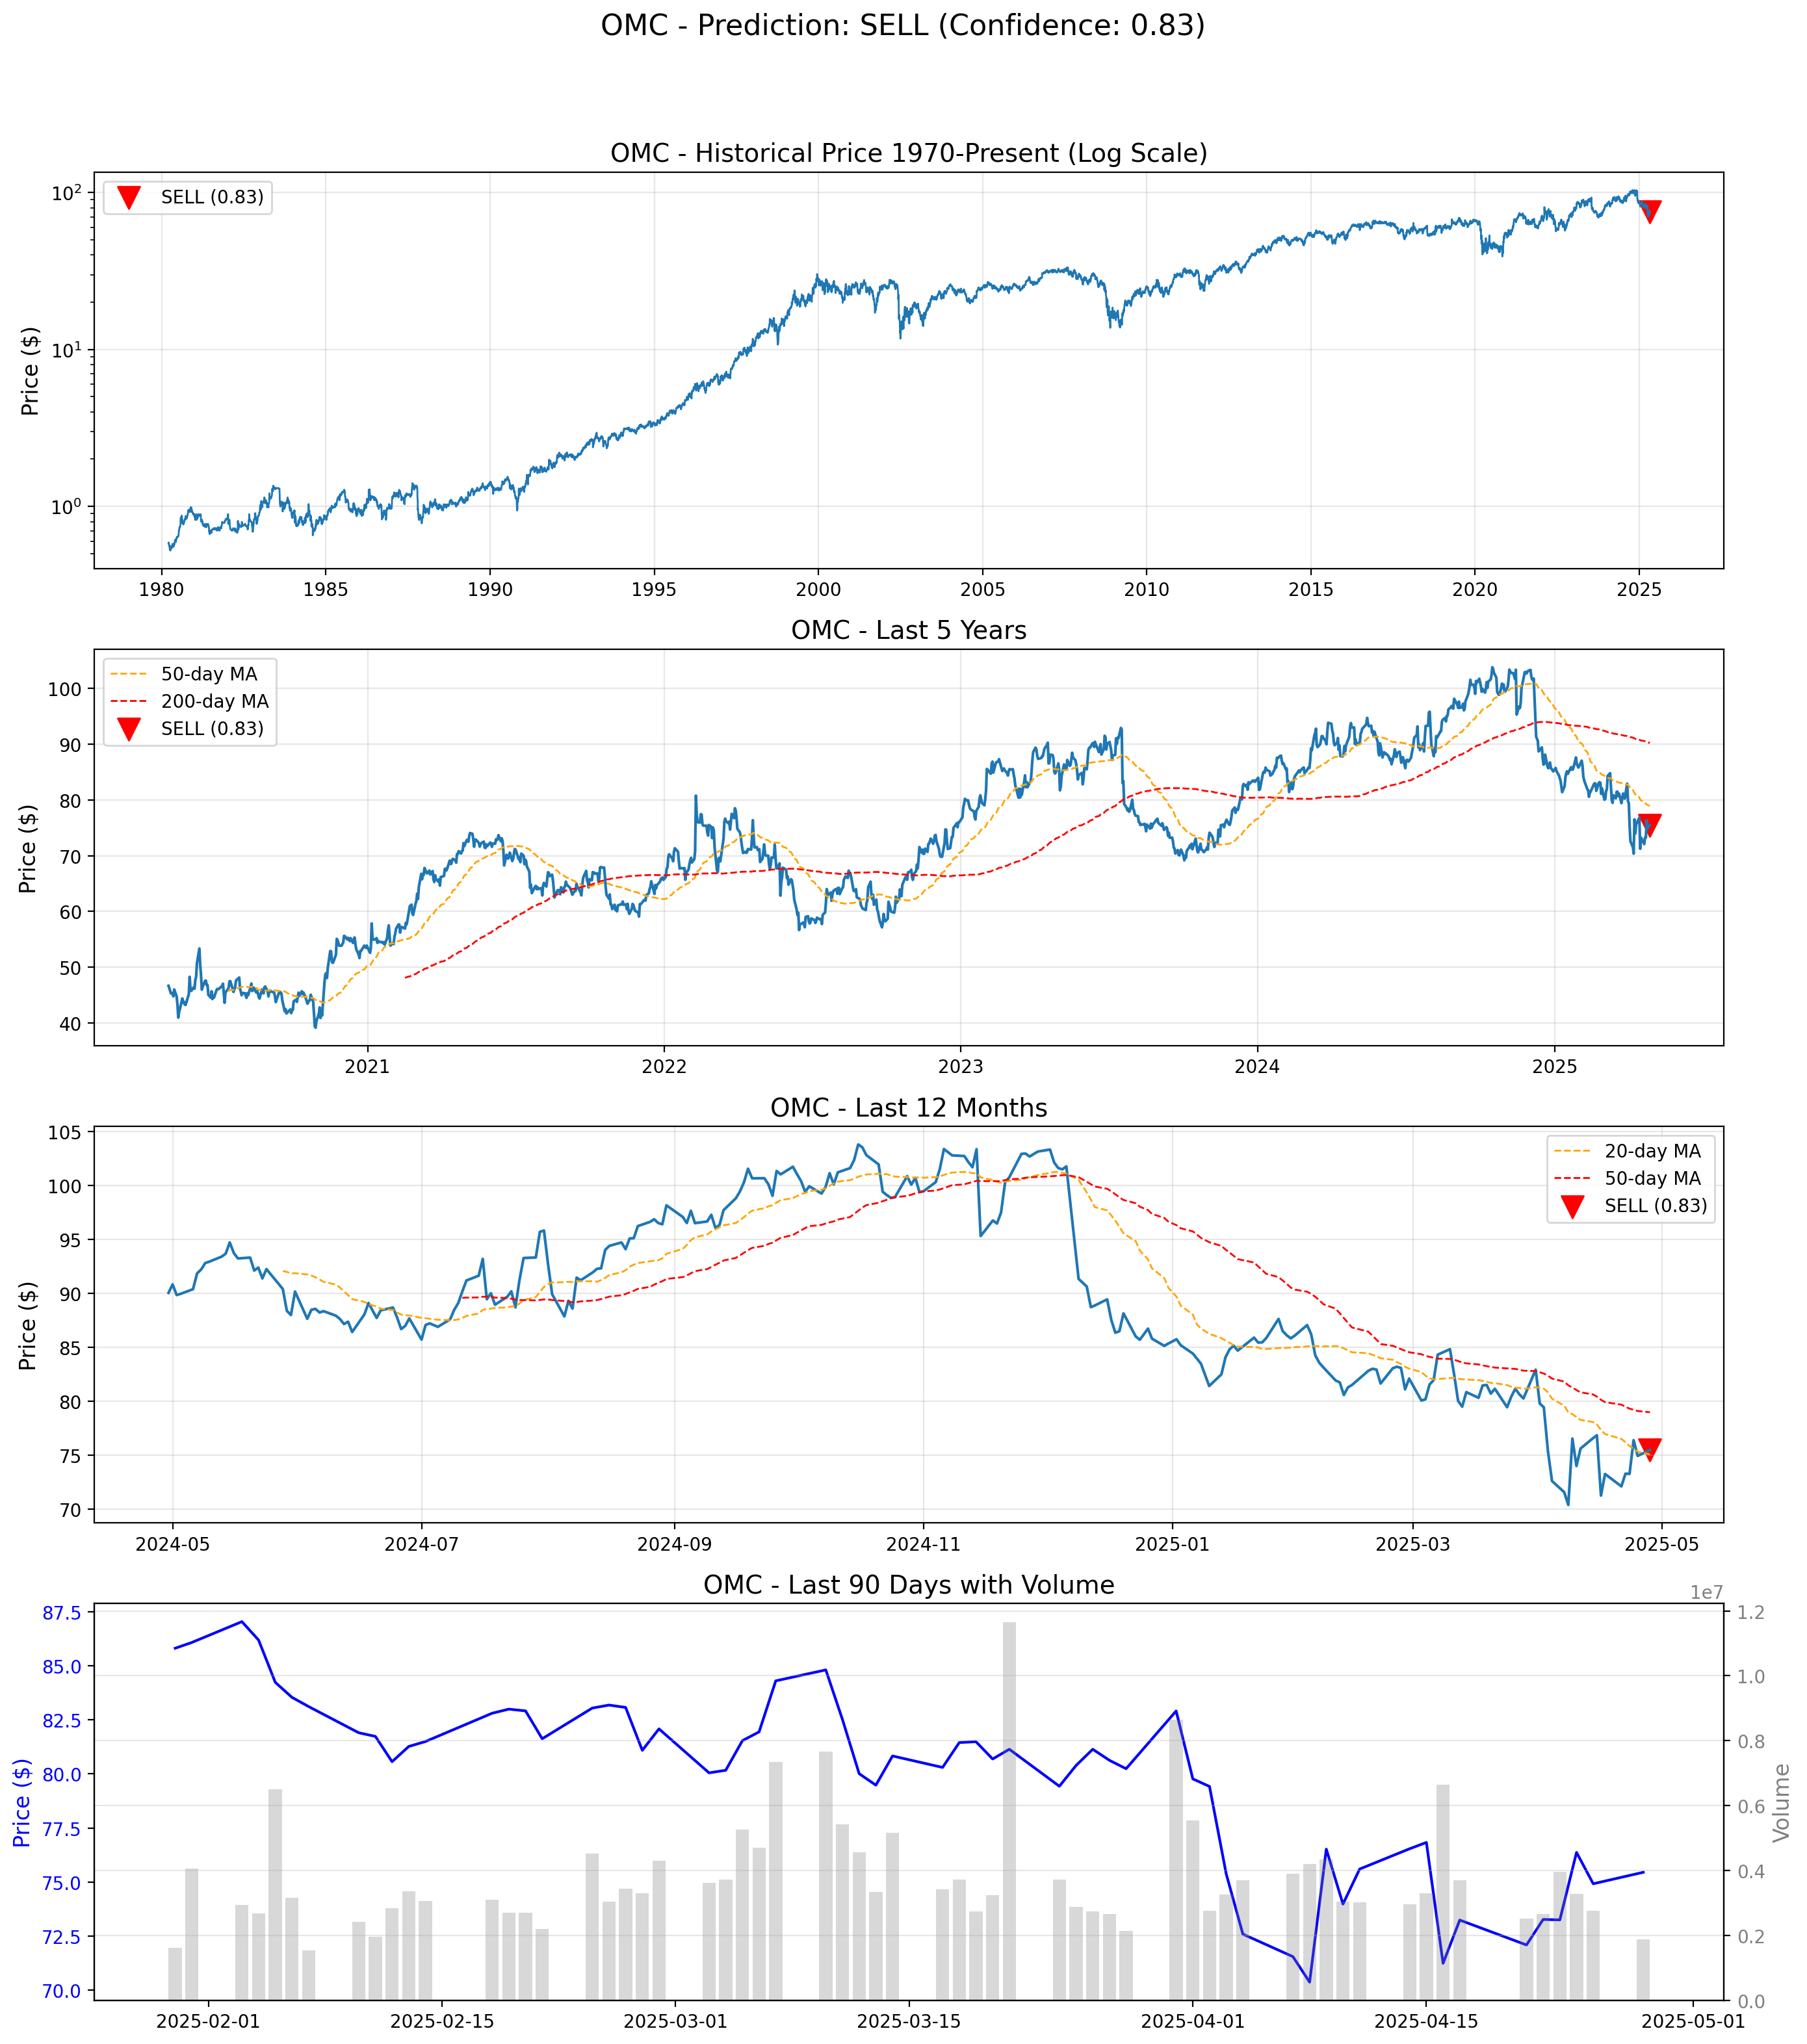 OMC - Prediction: SELL (Confidence: 0.83)
OMC - Historical Price 1970-Present (Log Scale)
SELL (0.83)
Price ($)
10²
10¹
10⁰
1980 1985 1990 1995 2000 2005 2010 2015 2020 2025
OMC - Last 5 Years
50-day MA
200-day MA
SELL (0.83)
Price ($)
100
90
80
70
60
50
40
2021 2022 2023 2024 2025
OMC - Last 12 Months
20-day MA
50-day MA
SELL (0.83)
Price ($)
105
100
95
90
85
80
75
70
2024-05 2024-07 2024-09 2024-11 2025-01 2025-03 2025-05
OMC - Last 90 Days with Volume
1e7
Price ($)
87.5
85.0
82.5
80.0
77.5
75.0
72.5
70.0
1.2
1.0
0.8
0.6
0.4
0.2
0.0
Volume
2025-02-01 2025-02-15 2025-03-01 2025-03-15 2025-04-01 2025-04-15 2025-05-01